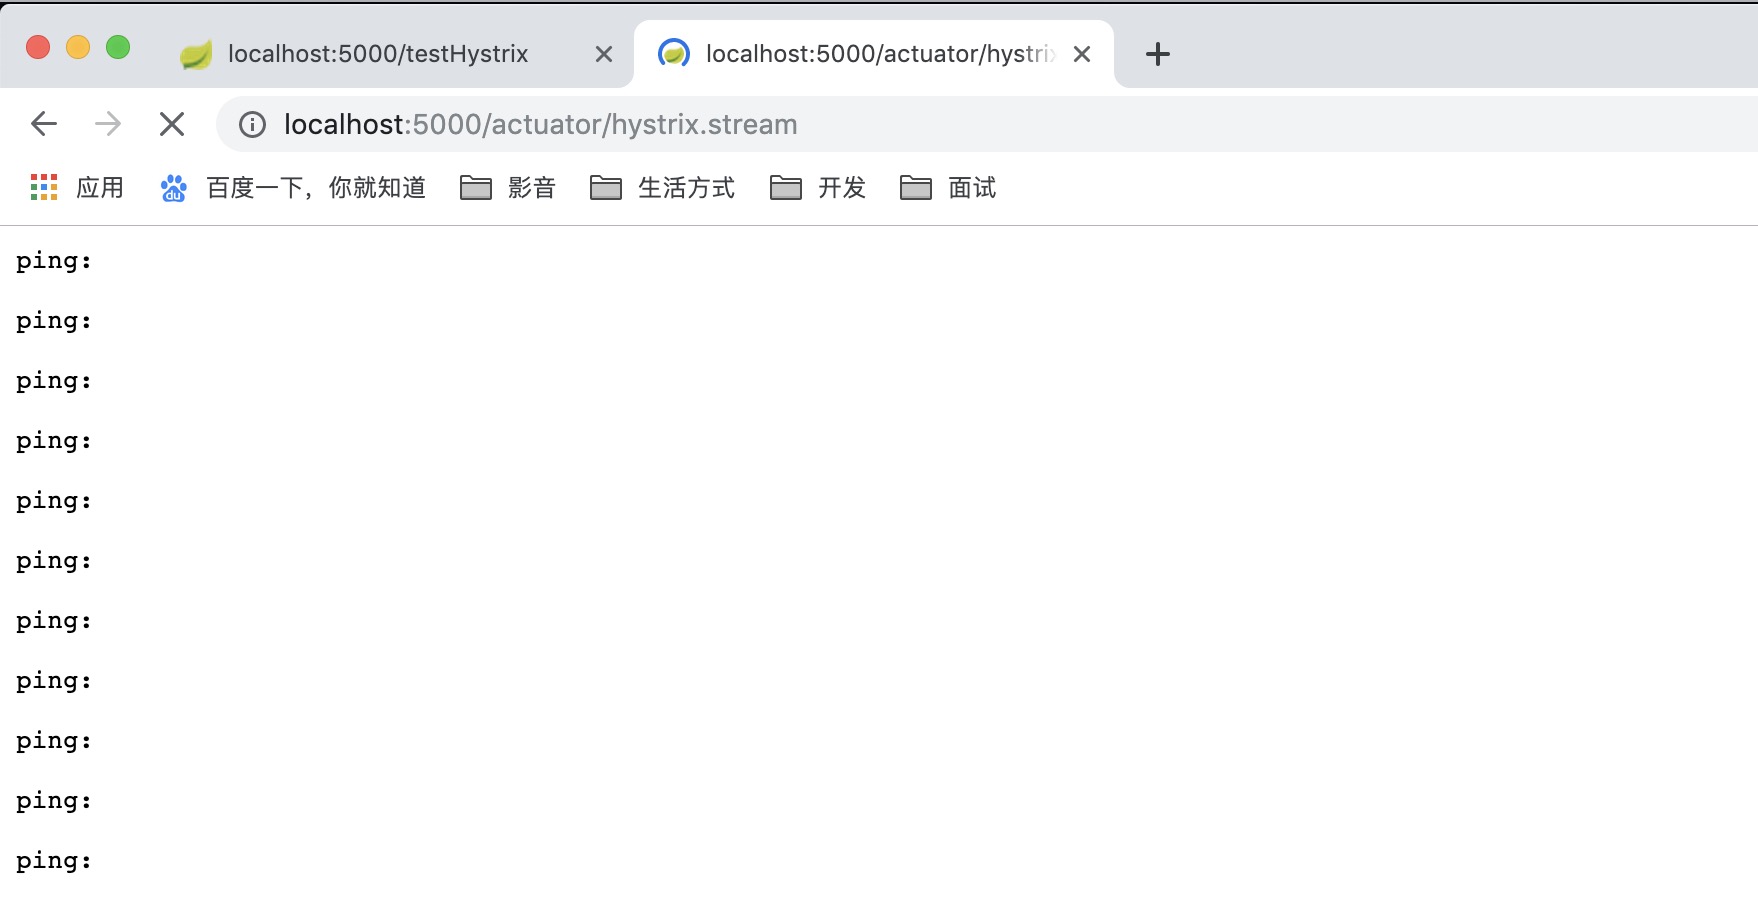 localhost:5000/testHystrix
localhost:5000/actuator/hystrix
localhost:5000/actuator/hystrix.stream
应用
du
百度一下，你就知道
影音
生活方式
开发
面试
ping:
ping:
ping:
ping:
ping:
ping:
ping:
ping:
ping:
ping:
ping: